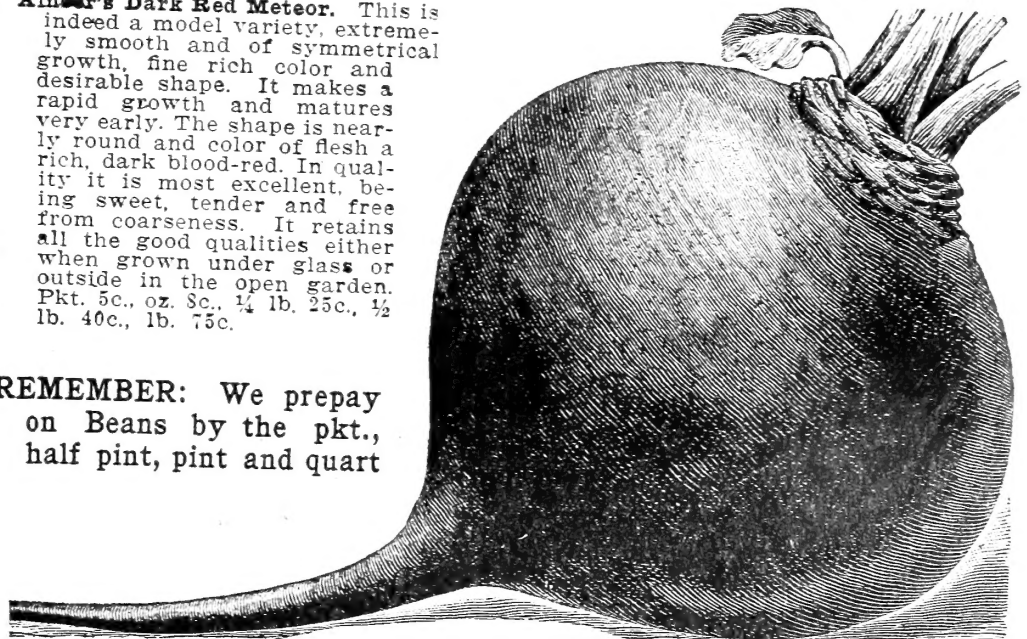 Dark Red Meteor. This is
indeed a model variety, extreme-
ly smooth and of symmetrical
growth, fine rich color and
desirable shape. It makes a
rapid growth and matures
very early. The shape is near-
ly round and color of flesh a
rich, dark blood-red. In qual-
ity it is most excellent, be-
ing sweet, tender and free
from coarseness. It retains
all the good qualities either
when grown under glass or
outside in the open garden.
Pkt. 5c., oz. 8c., ¼ lb. 25c., ½
lb. 40c., lb. 75c.
REMEMBER: We prepay
on Beans by the pkt.,
half pint, pint and quart